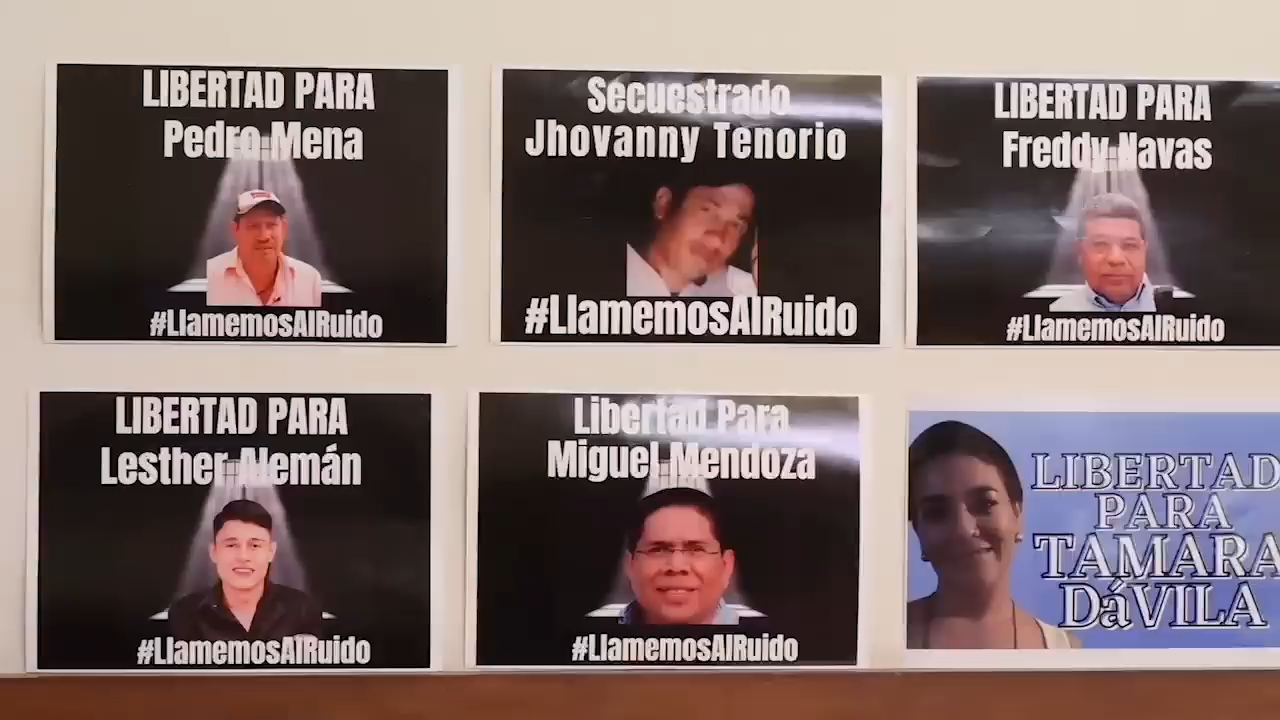 LIBERTAD PARA
Pedro Mena
#LlamemosAlRuido
Secuestrado
Jhovanny Tenorio
#LlamemosAlRuido
LIBERTAD PARA
Freddy Navas
#LlamemosAlRuido
LIBERTAD PARA
Lesther Alemán
#LlamemosAlRuido
Libertad Para
Miguel Mendoza
#LlamemosAlRuido
LIBERTAD
PARA
TAMARA
DáVILA